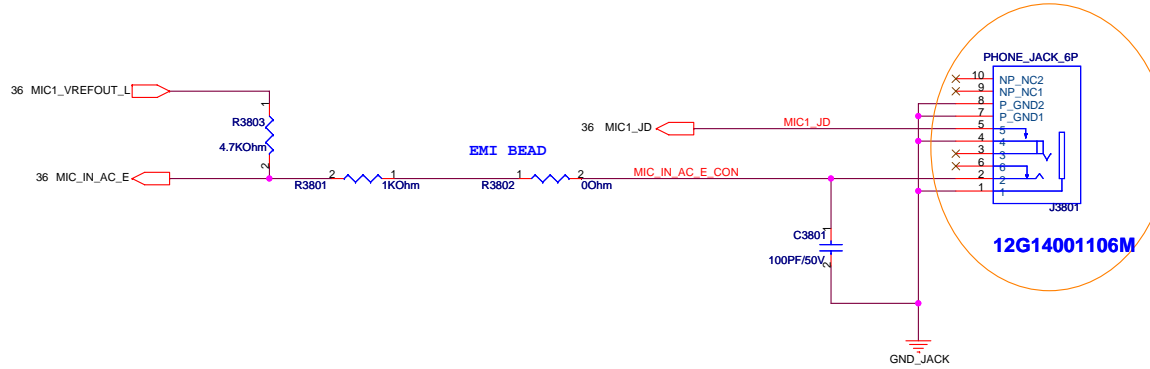 PHONE_JACK_6P
36 MIC1_VREFOUT_L
10 NP_NC2
9 NP_NC1
8 P_GND2
7 P_GND1
1
R3803
4.7KOhm
2
36 MIC1_JD
MIC1_JD
5 5
4 4
3 3
6 6
EMI BEAD
36 MIC_IN_AC_E
R3801 2 1 1KOhm
R3802 1 2 0Ohm
MIC_IN_AC_E_CON
2 2
1 1
J3801
C3801 1
100PF/50V 2
12G14001106M
GND_JACK